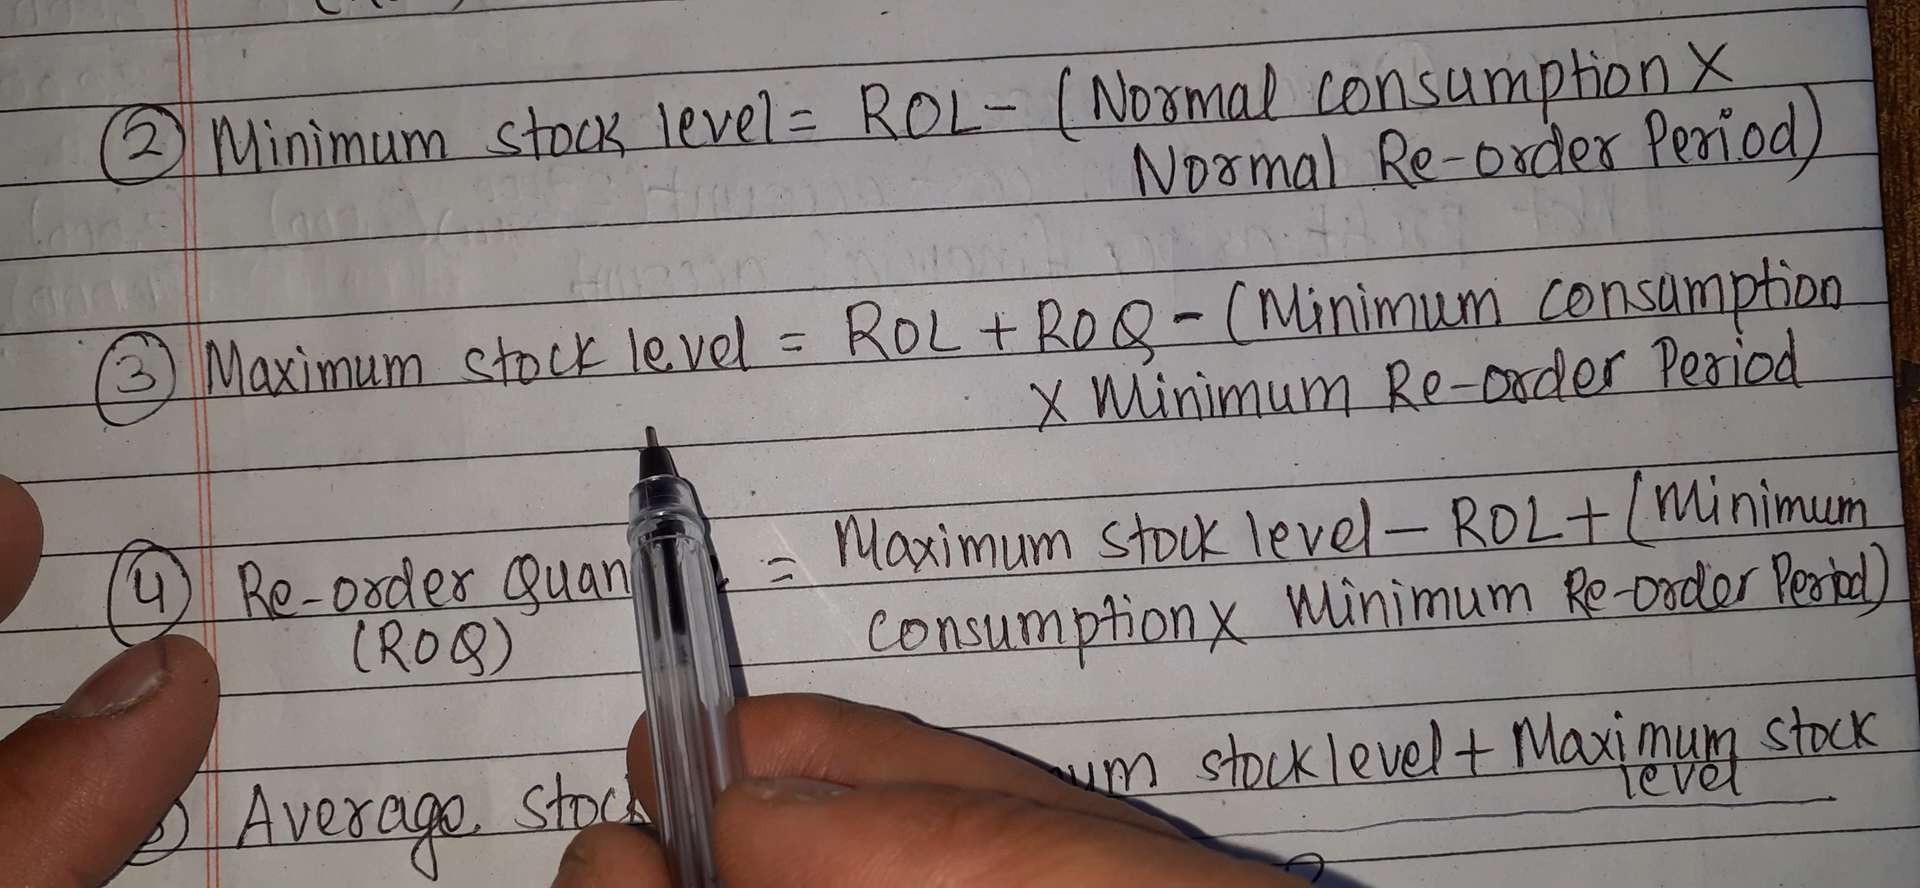 ② Minimum stock level = ROL - (Normal consumption X
Normal Re-order Period)
③ Maximum stock level = ROL + ROQ - (Minimum consumption
X Minimum Re-order Period
④ Re-order Quan = Maximum stock level - ROL + (Minimum
(ROQ) consumption X Minimum Re-order Period)
Average stock level + Maximum stock
level